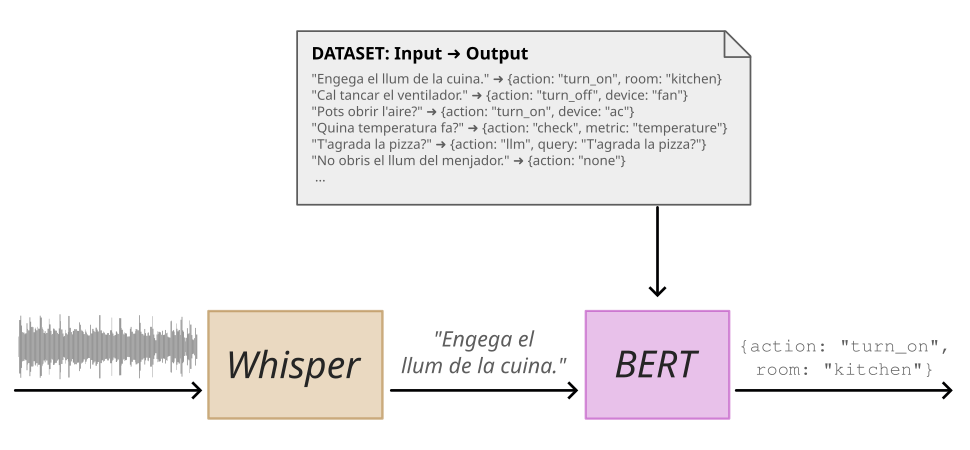 DATASET: Input ➔ Output
"Engega el llum de la cuina." ➔ {action: "turn_on", room: "kitchen}
"Cal tancar el ventilador." ➔ {action: "turn_off", device: "fan"}
"Pots obrir l'aire?" ➔ {action: "turn_on", device: "ac"}
"Quina temperatura fa?" ➔ {action: "check", metric: "temperature"}
"T'agrada la pizza?" ➔ {action: "llm", query: "T'agrada la pizza?"}
"No obris el llum del menjador." ➔ {action: "none"}
...
Whisper
"Engega el
llum de la cuina."
BERT
{action: "turn_on",
room: "kitchen"}